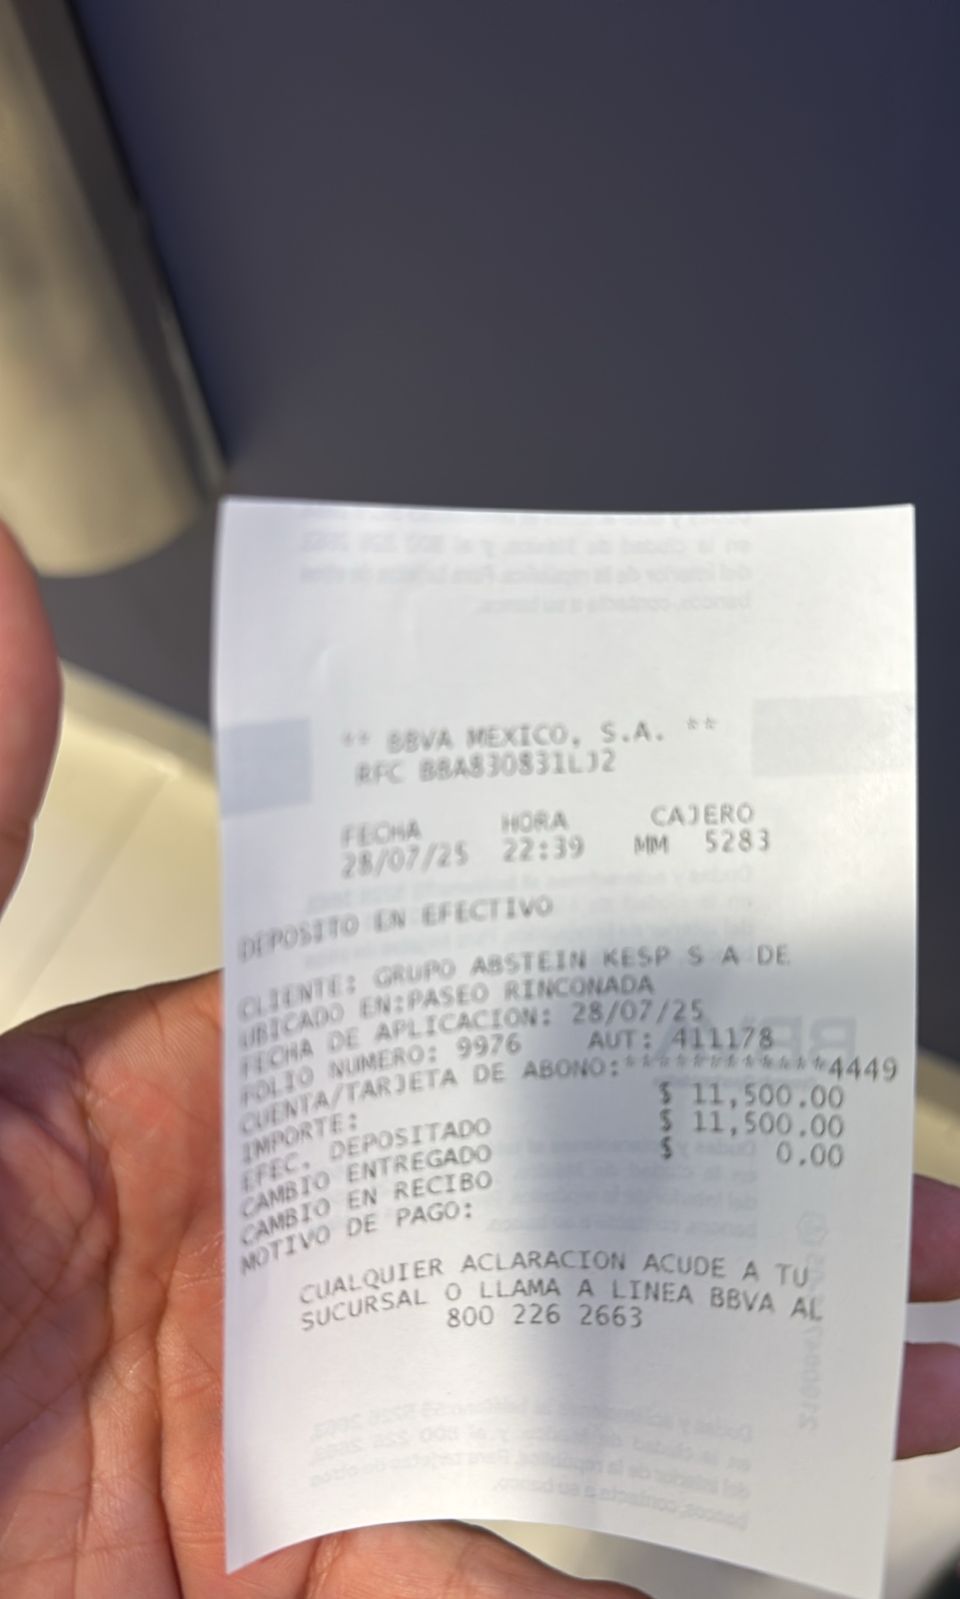 ** BBVA MEXICO, S.A. **
RFC BBA830831LJ2
FECHA HORA CAJERO
28/07/25 22:39 MM 5283
DEPOSITO EN EFECTIVO
CLIENTE: GRUPO ABSTEIN KESP S A DE
UBICADO EN:PASEO RINCONADA
FECHA DE APLICACION: 28/07/25
FOLIO NUMERO: 9976 AUT: 411178
CUENTA/TARJETA DE ABONO:************4449
IMPORTE: $ 11,500.00
EFEC. DEPOSITADO $ 11,500.00
CAMBIO ENTREGADO $ 0.00
CAMBIO EN RECIBO
MOTIVO DE PAGO:
CUALQUIER ACLARACION ACUDE A TU
SUCURSAL O LLAMA A LINEA BBVA AL
800 226 2663